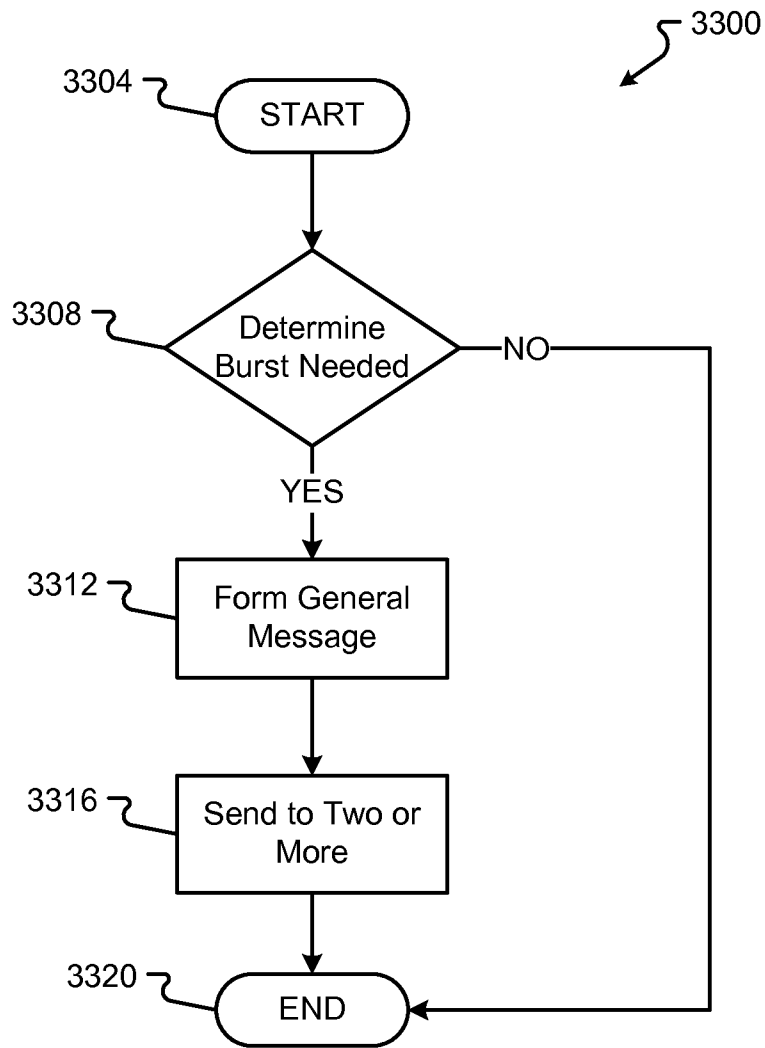 3300
3304
START
3308
Determine
Burst Needed
NO
YES
3312
Form General
Message
3316
Send to Two or
More
3320
END